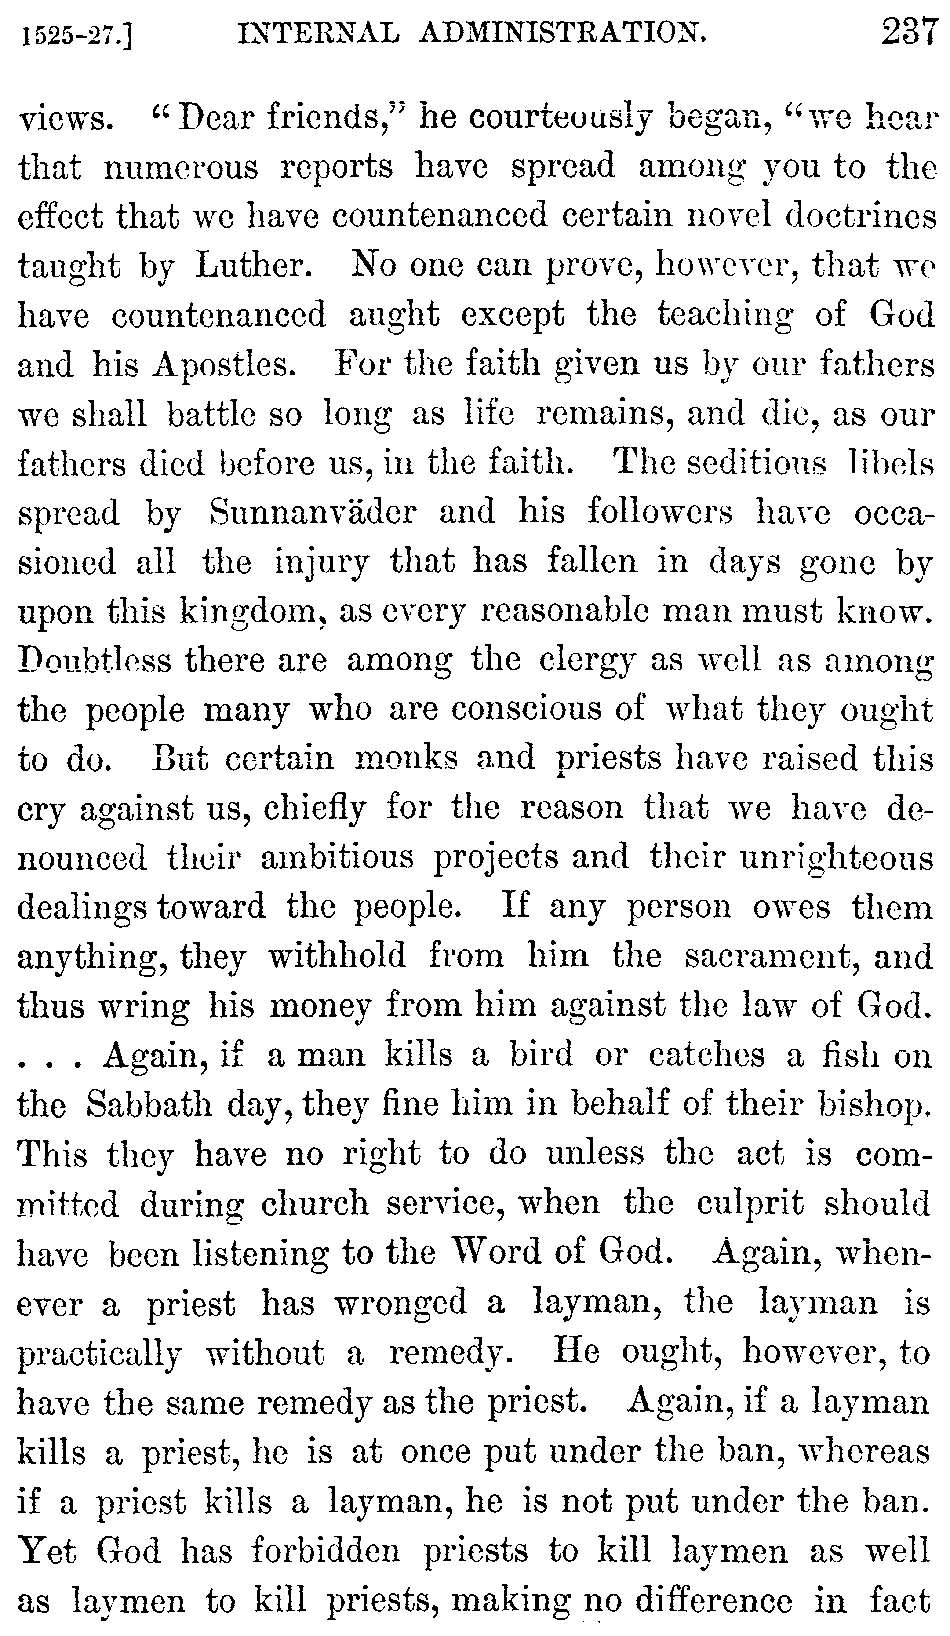 1525-27.] INTERNAL ADMINISTRATION. 237
views. “Dear friends,” he courteously began, “we hear
that numerous reports have spread among you to the
effect that we have countenanced certain novel doctrines
taught by Luther. No one can prove, however, that we
have countenanced aught except the teaching of God
and his Apostles. For the faith given us by our fathers
we shall battle so long as life remains, and die, as our
fathers died before us, in the faith. The seditious libels
spread by Sunnanväder and his followers have occa-
sioned all the injury that has fallen in days gone by
upon this kingdom, as every reasonable man must know.
Doubtless there are among the clergy as well as among
the people many who are conscious of what they ought
to do. But certain monks and priests have raised this
cry against us, chiefly for the reason that we have de-
nounced their ambitious projects and their unrighteous
dealings toward the people. If any person owes them
anything, they withhold from him the sacrament, and
thus wring his money from him against the law of God.
. . . Again, if a man kills a bird or catches a fish on
the Sabbath day, they fine him in behalf of their bishop.
This they have no right to do unless the act is com-
mitted during church service, when the culprit should
have been listening to the Word of God. Again, when-
ever a priest has wronged a layman, the layman is
practically without a remedy. He ought, however, to
have the same remedy as the priest. Again, if a layman
kills a priest, he is at once put under the ban, whereas
if a priest kills a layman, he is not put under the ban.
Yet God has forbidden priests to kill laymen as well
as laymen to kill priests, making no difference in fact